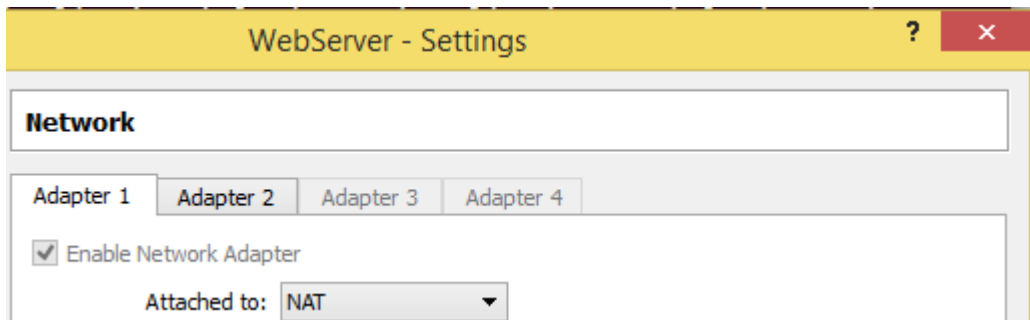 WebServer - Settings ? ×
Network
Adapter 1 Adapter 2 Adapter 3 Adapter 4
Enable Network Adapter
Attached to: NAT